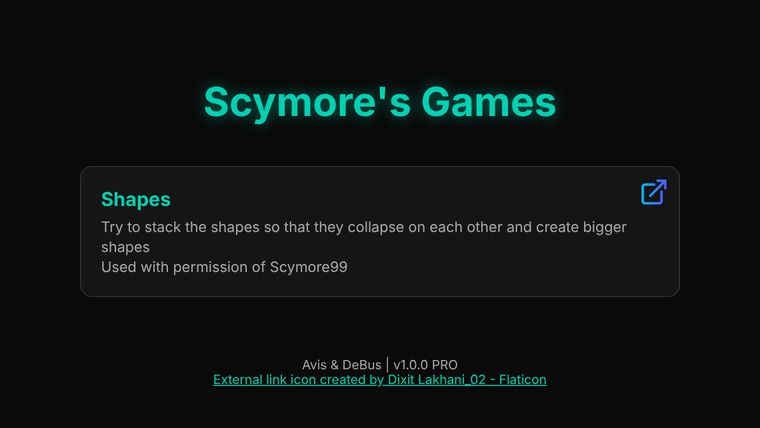 Scymore's Games
Shapes
Try to stack the shapes so that they collapse on each other and create bigger
shapes
Used with permission of Scymore99
Avis & DeBus | v1.0.0 PRO
External link icon created by Dixit Lakhani_02 - Flaticon